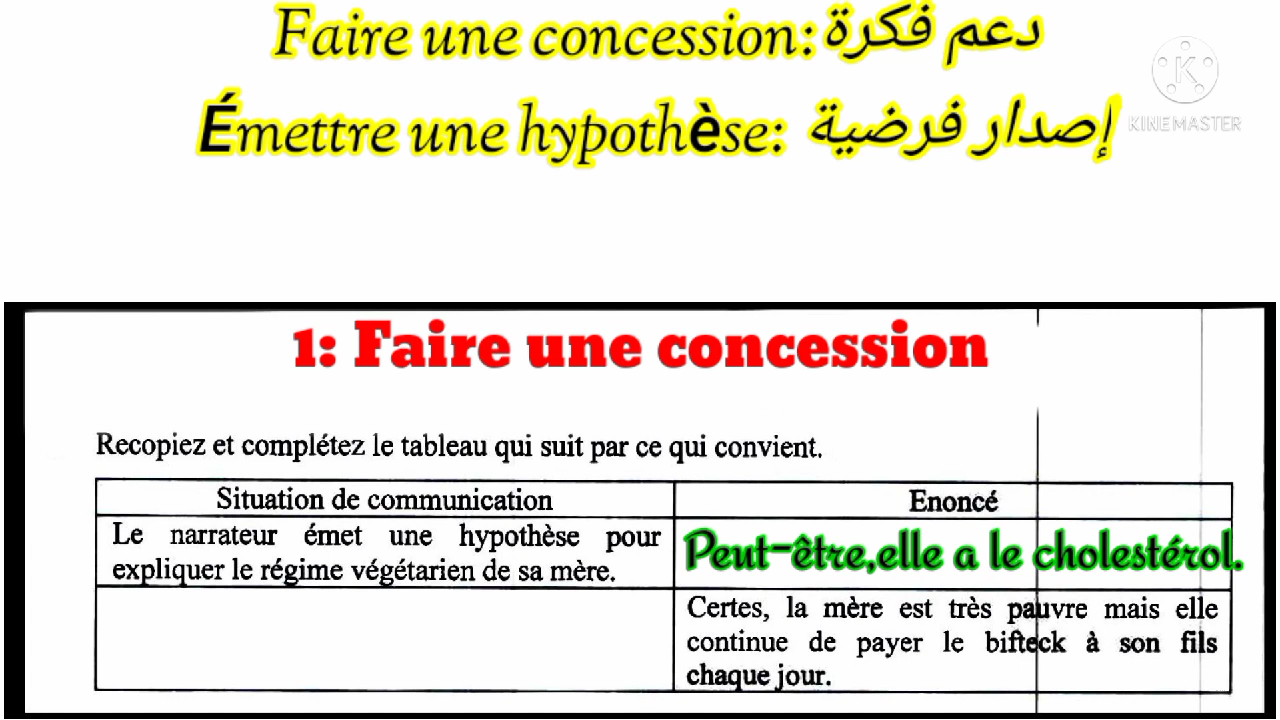 Faire une concession: دعم فكرة
Émettre une hypothèse: إصدار فرضية
KINEMASTER
1: Faire une concession
Recopiez et complétez le tableau qui suit par ce qui convient.
Situation de communication
Enoncé
Le narrateur émet une hypothèse pour
expliquer le régime végétarien de sa mère.
Peut-être,elle a le cholestérol.
Certes, la mère est très pauvre mais elle
continue de payer le bifteck à son fils
chaque jour.